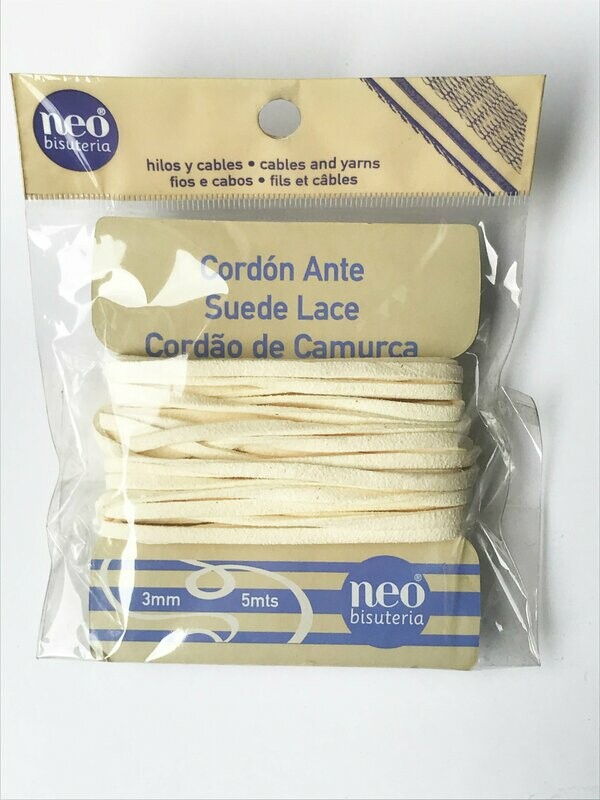 neo®
bisuteria
hilos y cables • cables and yarns
fios e cabos • fils et câbles
Cordón Ante
Suede Lace
Cordão de Camurca
3mm 5mts
neo®
bisuteria